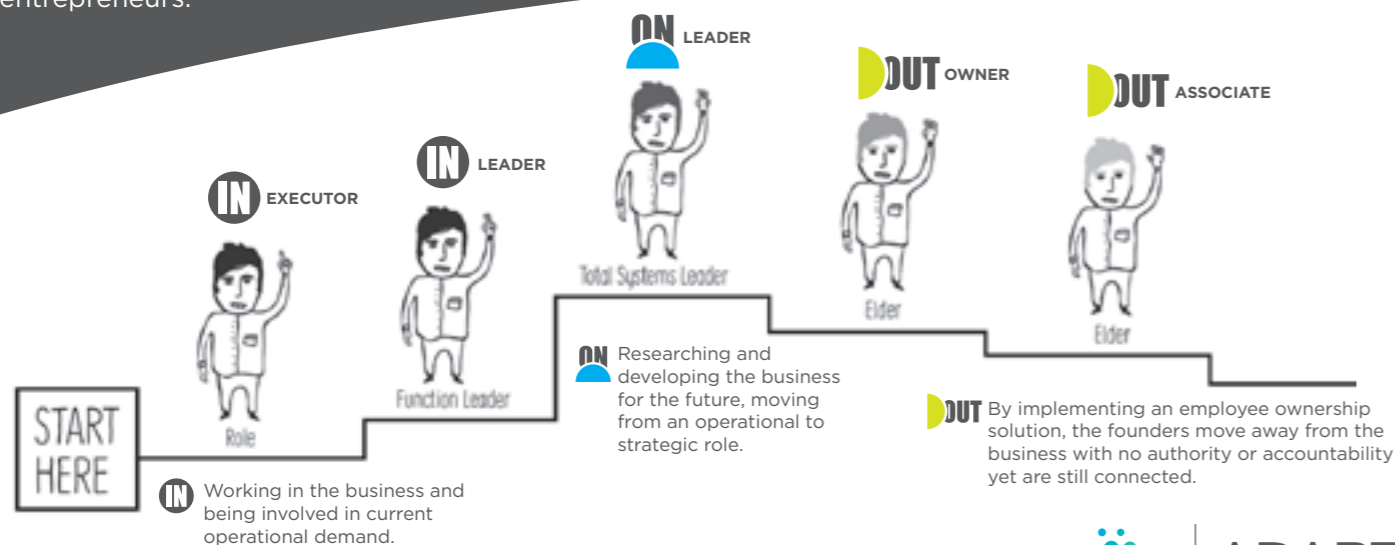 entrepreneurs.
ON LEADER
OUT OWNER
OUT ASSOCIATE
IN LEADER
IN EXECUTOR
Total Systems Leader
Elder
Elder
Function Leader
Role
START
HERE
IN Working in the business and
being involved in current
operational demand.
ON Researching and
developing the business
for the future, moving
from an operational to
strategic role.
OUT By implementing an employee ownership
solution, the founders move away from the
business with no authority or accountability
yet are still connected.